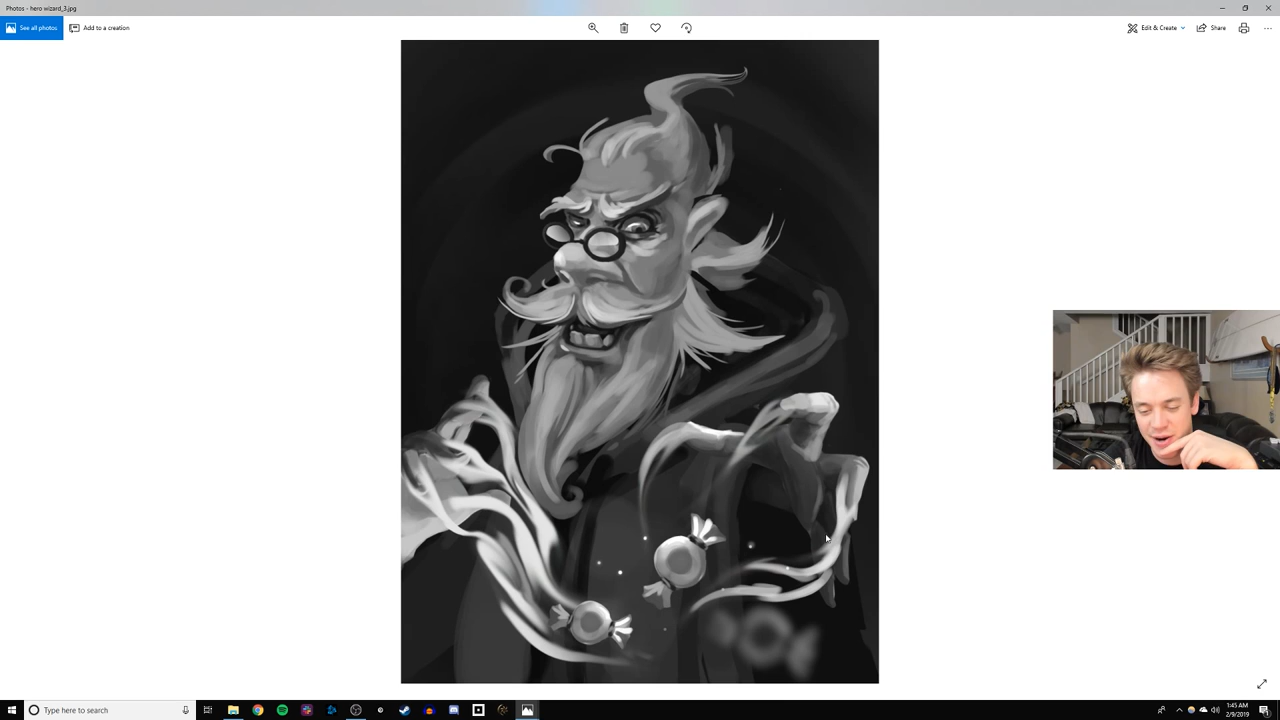 Photos - hero wizard_3.jpg
See all photos
Add to a creation
Edit & Create
Share
Type here to search
1:45 AM
2/9/2019